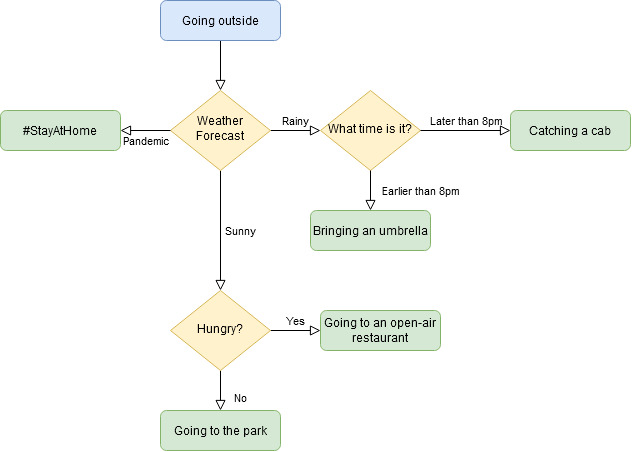 Going outside
#StayAtHome
Pandemic
Weather
Forecast
Rainy
What time is it?
Later than 8pm
Catching a cab
Earlier than 8pm
Bringing an umbrella
Sunny
Hungry?
Yes
Going to an open-air
restaurant
No
Going to the park